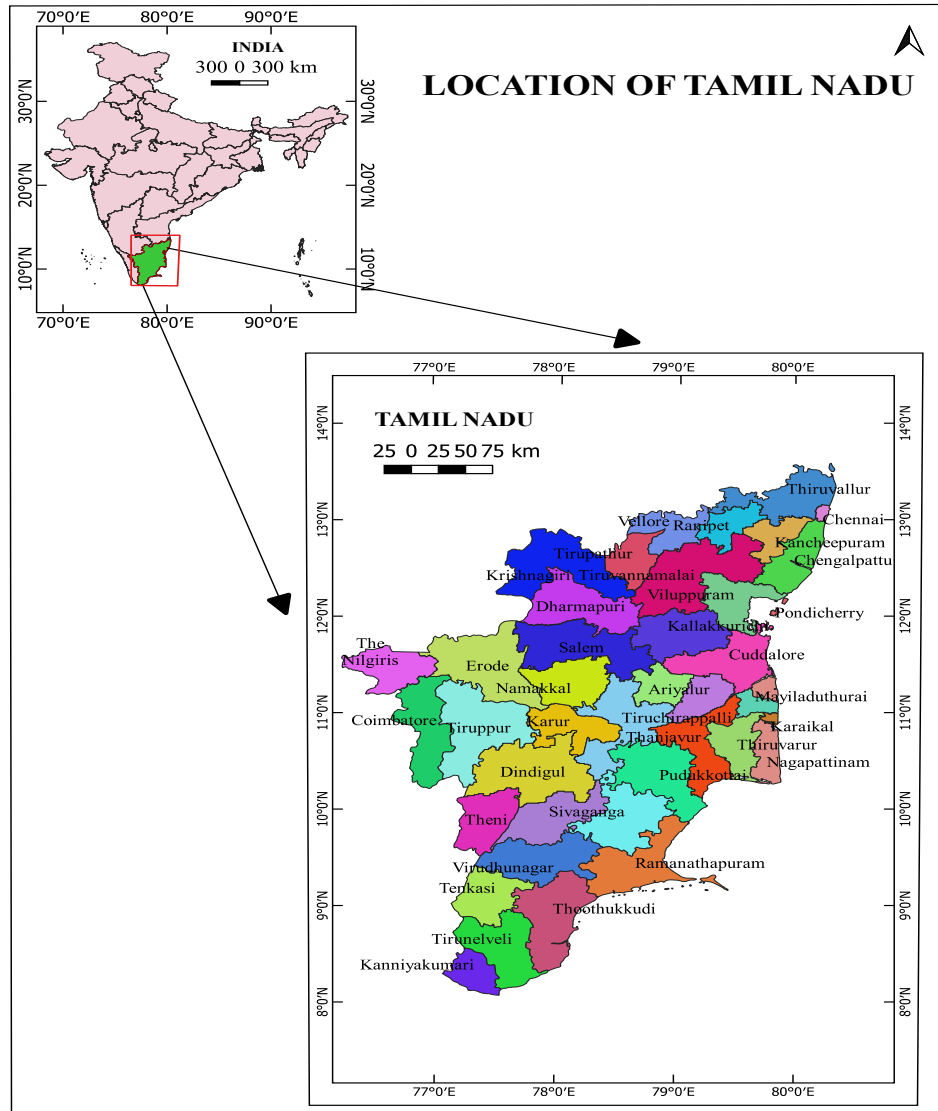 70°0'E 80°0'E 90°0'E
INDIA
300 0 300 km
LOCATION OF TAMIL NADU
30°0'N 30°0'N
20°0'N 20°0'N
10°0'N 10°0'N
70°0'E 80°0'E 90°0'E
77°0'E 78°0'E 79°0'E 80°0'E
TAMIL NADU
25 0 25 50 75 km
14°0'N 14°0'N
13°0'N 13°0'N
12°0'N 12°0'N
11°0'N 11°0'N
10°0'N 10°0'N
9°0'N 9°0'N
8°0'N 8°0'N
Thiruvallur
Vellore
Ranipet
Chennai
Kancheepuram
Tirupathur
Chengalpattu
Krishnagiri
Tiruvannamalai
Viluppuram
Dharmapuri
Pondicherry
Kallakkurichi
The
Nilgiris
Salem
Cuddalore
Erode
Namakkal
Ariyalur
Mayiladuthurai
Coimbatore
Tiruppur
Karur
Tiruchirappalli
Karaikal
Thanjavur
Thiruvarur
Nagapattinam
Dindigul
Pudukkottai
Theni
Sivaganga
Virudhunagar
Ramanathapuram
Tenkasi
Thoothukkudi
Tirunelveli
Kanniyakumari
77°0'E 78°0'E 79°0'E 80°0'E